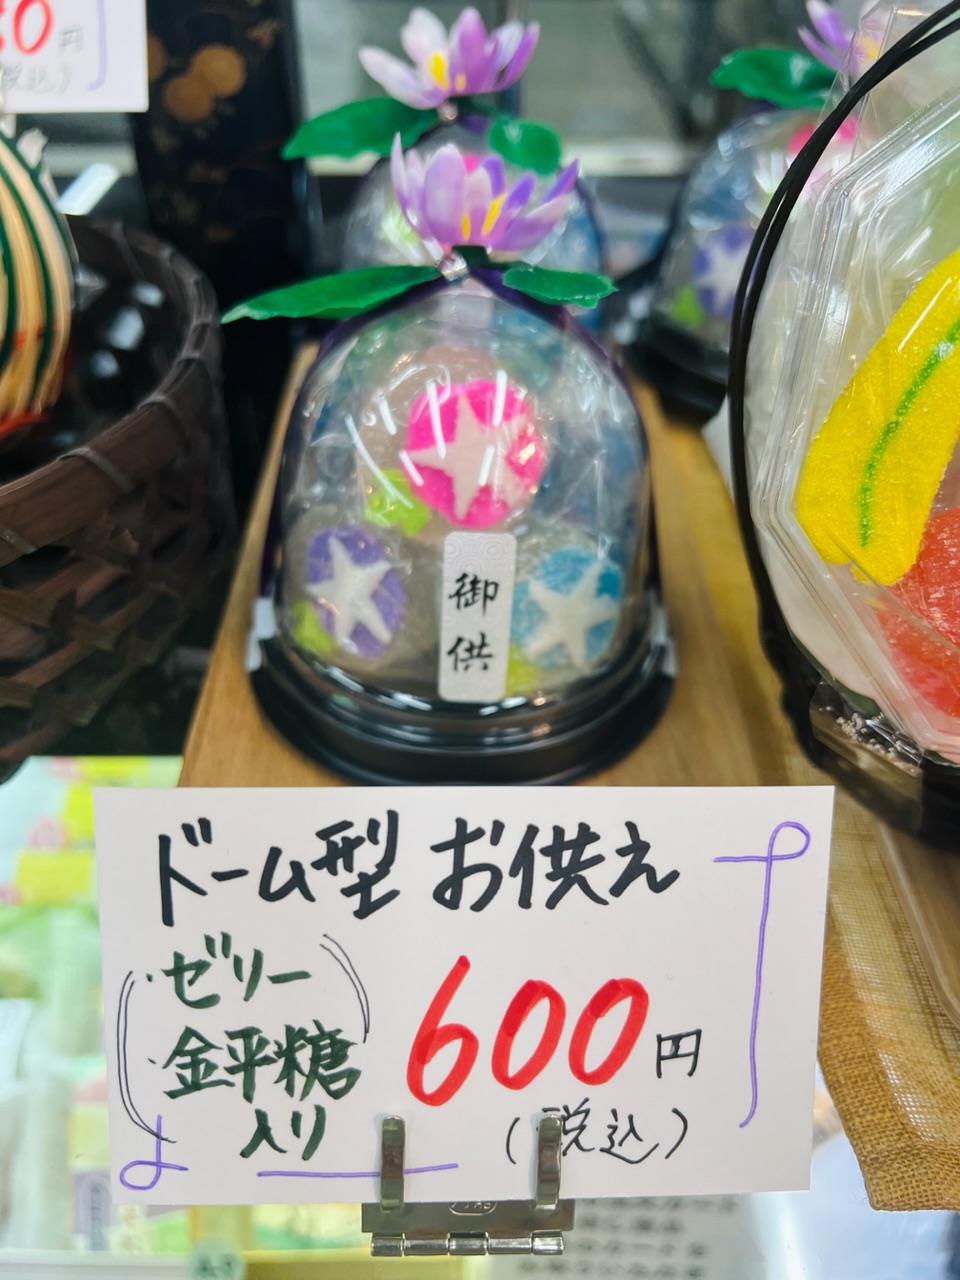 円
御
供
ドーム型 お供え
・ゼリー
・金平糖
入り
600円
(税込)